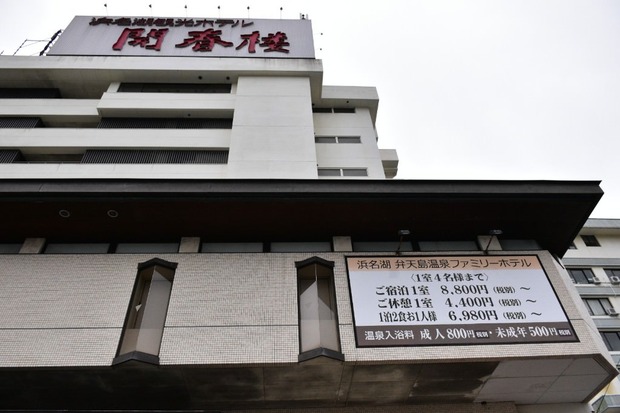 浜名湖観光ホテル
開春楼
浜名湖 弁天島温泉ファミリーホテル
(1室4名様まで)
ご宿泊1室 8,800円(税別)~
ご休憩1室 4,400円(税別)~
1泊2食お1人様 6,980円(税別)~
温泉入浴料 成人800円税別・未成年500円税別